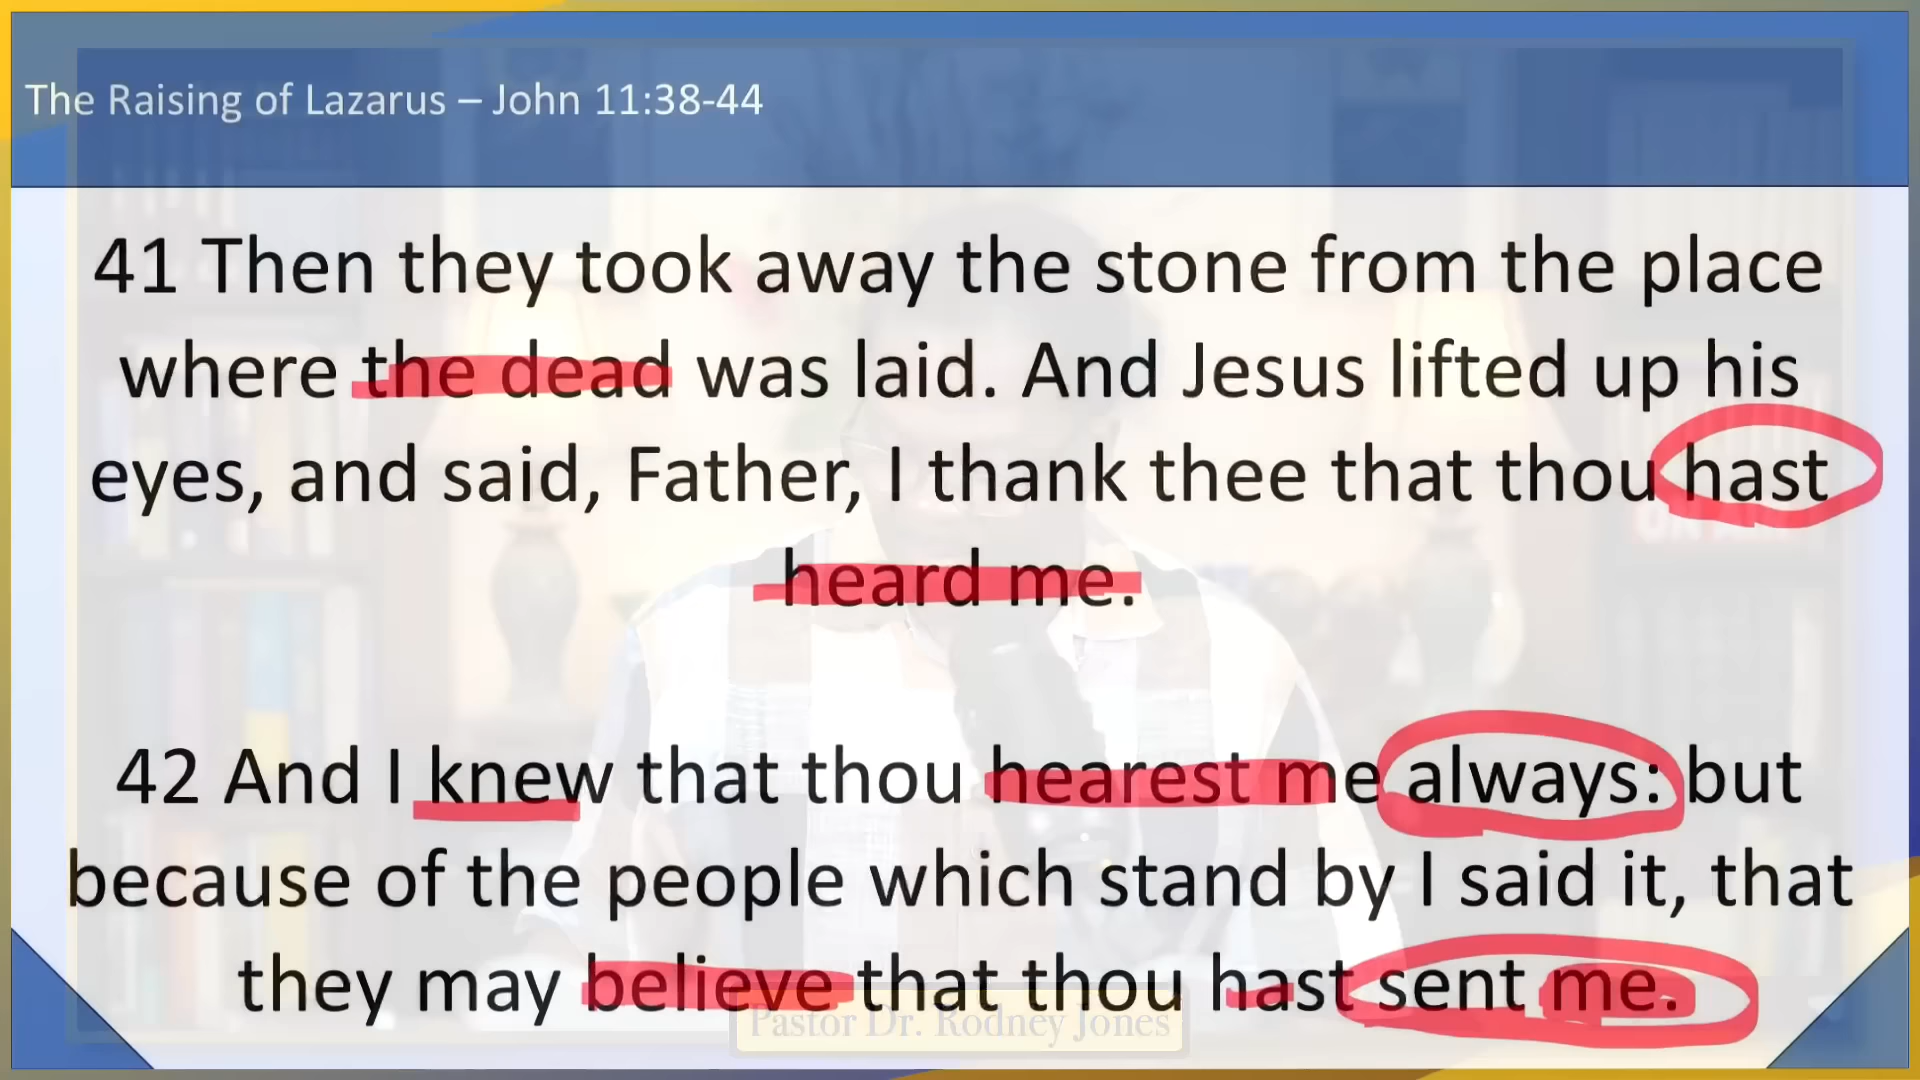 The Raising of Lazarus – John 11:38-44
41 Then they took away the stone from the place
where the dead was laid. And Jesus lifted up his
eyes, and said, Father, I thank thee that thou hast
heard me.
42 And I knew that thou hearest me always: but
because of the people which stand by I said it, that
they may believe that thou hast sent me.
Pastor Dr. Rodney Jones